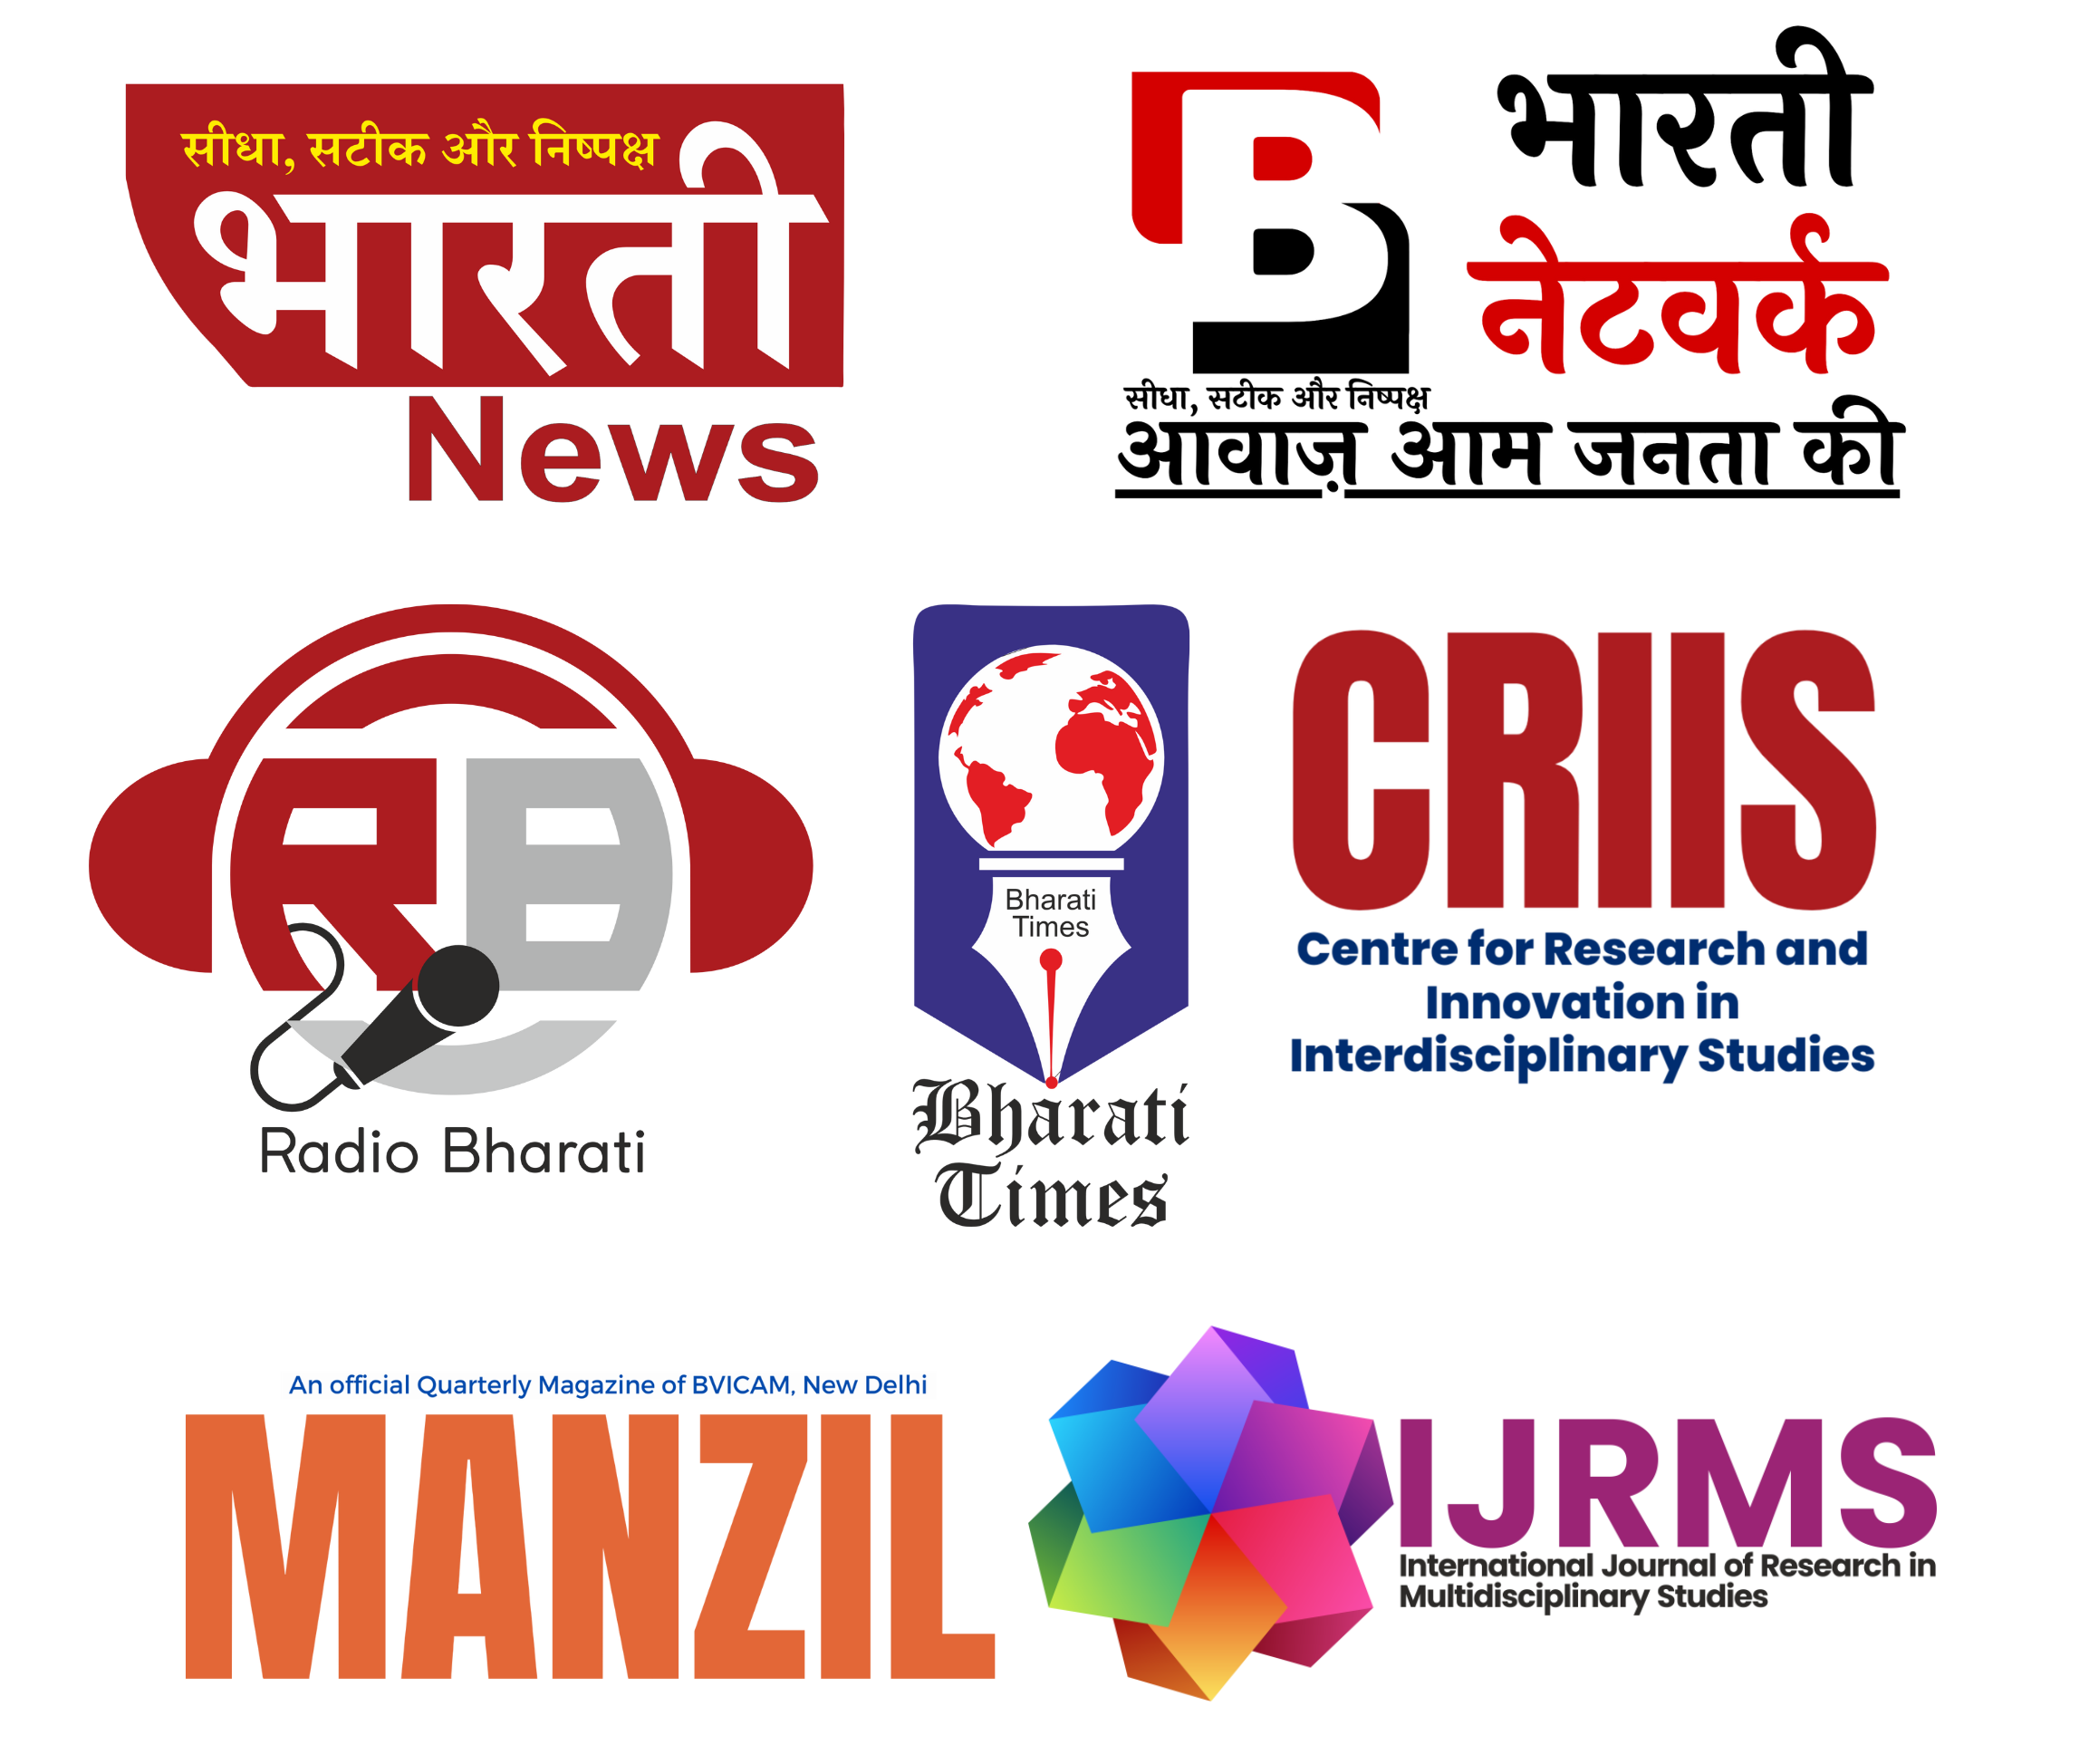 सीधा, सटीक और निष्पक्ष
भारती
News
B
भारती
नेटवर्क
सीधा, सटीक और निष्पक्ष
आवाज़ आम जनता की
RB
Radio Bharati
Bharati
Times
Bharati
Times
CRIIS
Centre for Research and
Innovation in
Interdisciplinary Studies
An official Quarterly Magazine of BVICAM, New Delhi
MANZIL
IJRMS
International Journal of Research in
Multidisciplinary Studies